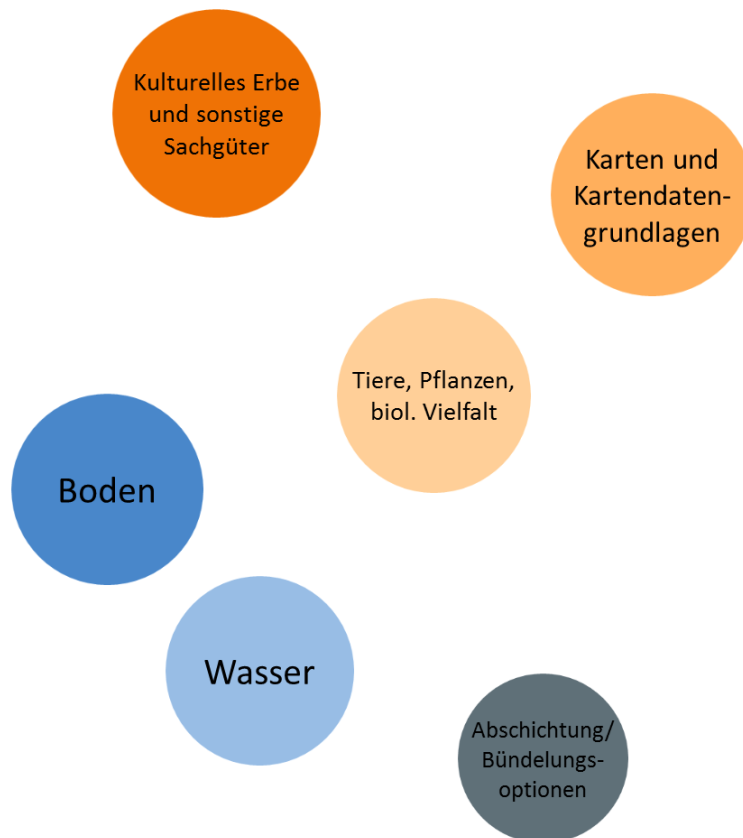 Kulturelles Erbe
und sonstige
Sachgüter
Karten und
Kartendaten-
grundlagen
Tiere, Pflanzen,
biol. Vielfalt
Boden
Wasser
Abschichtung/
Bündelungs-
optionen